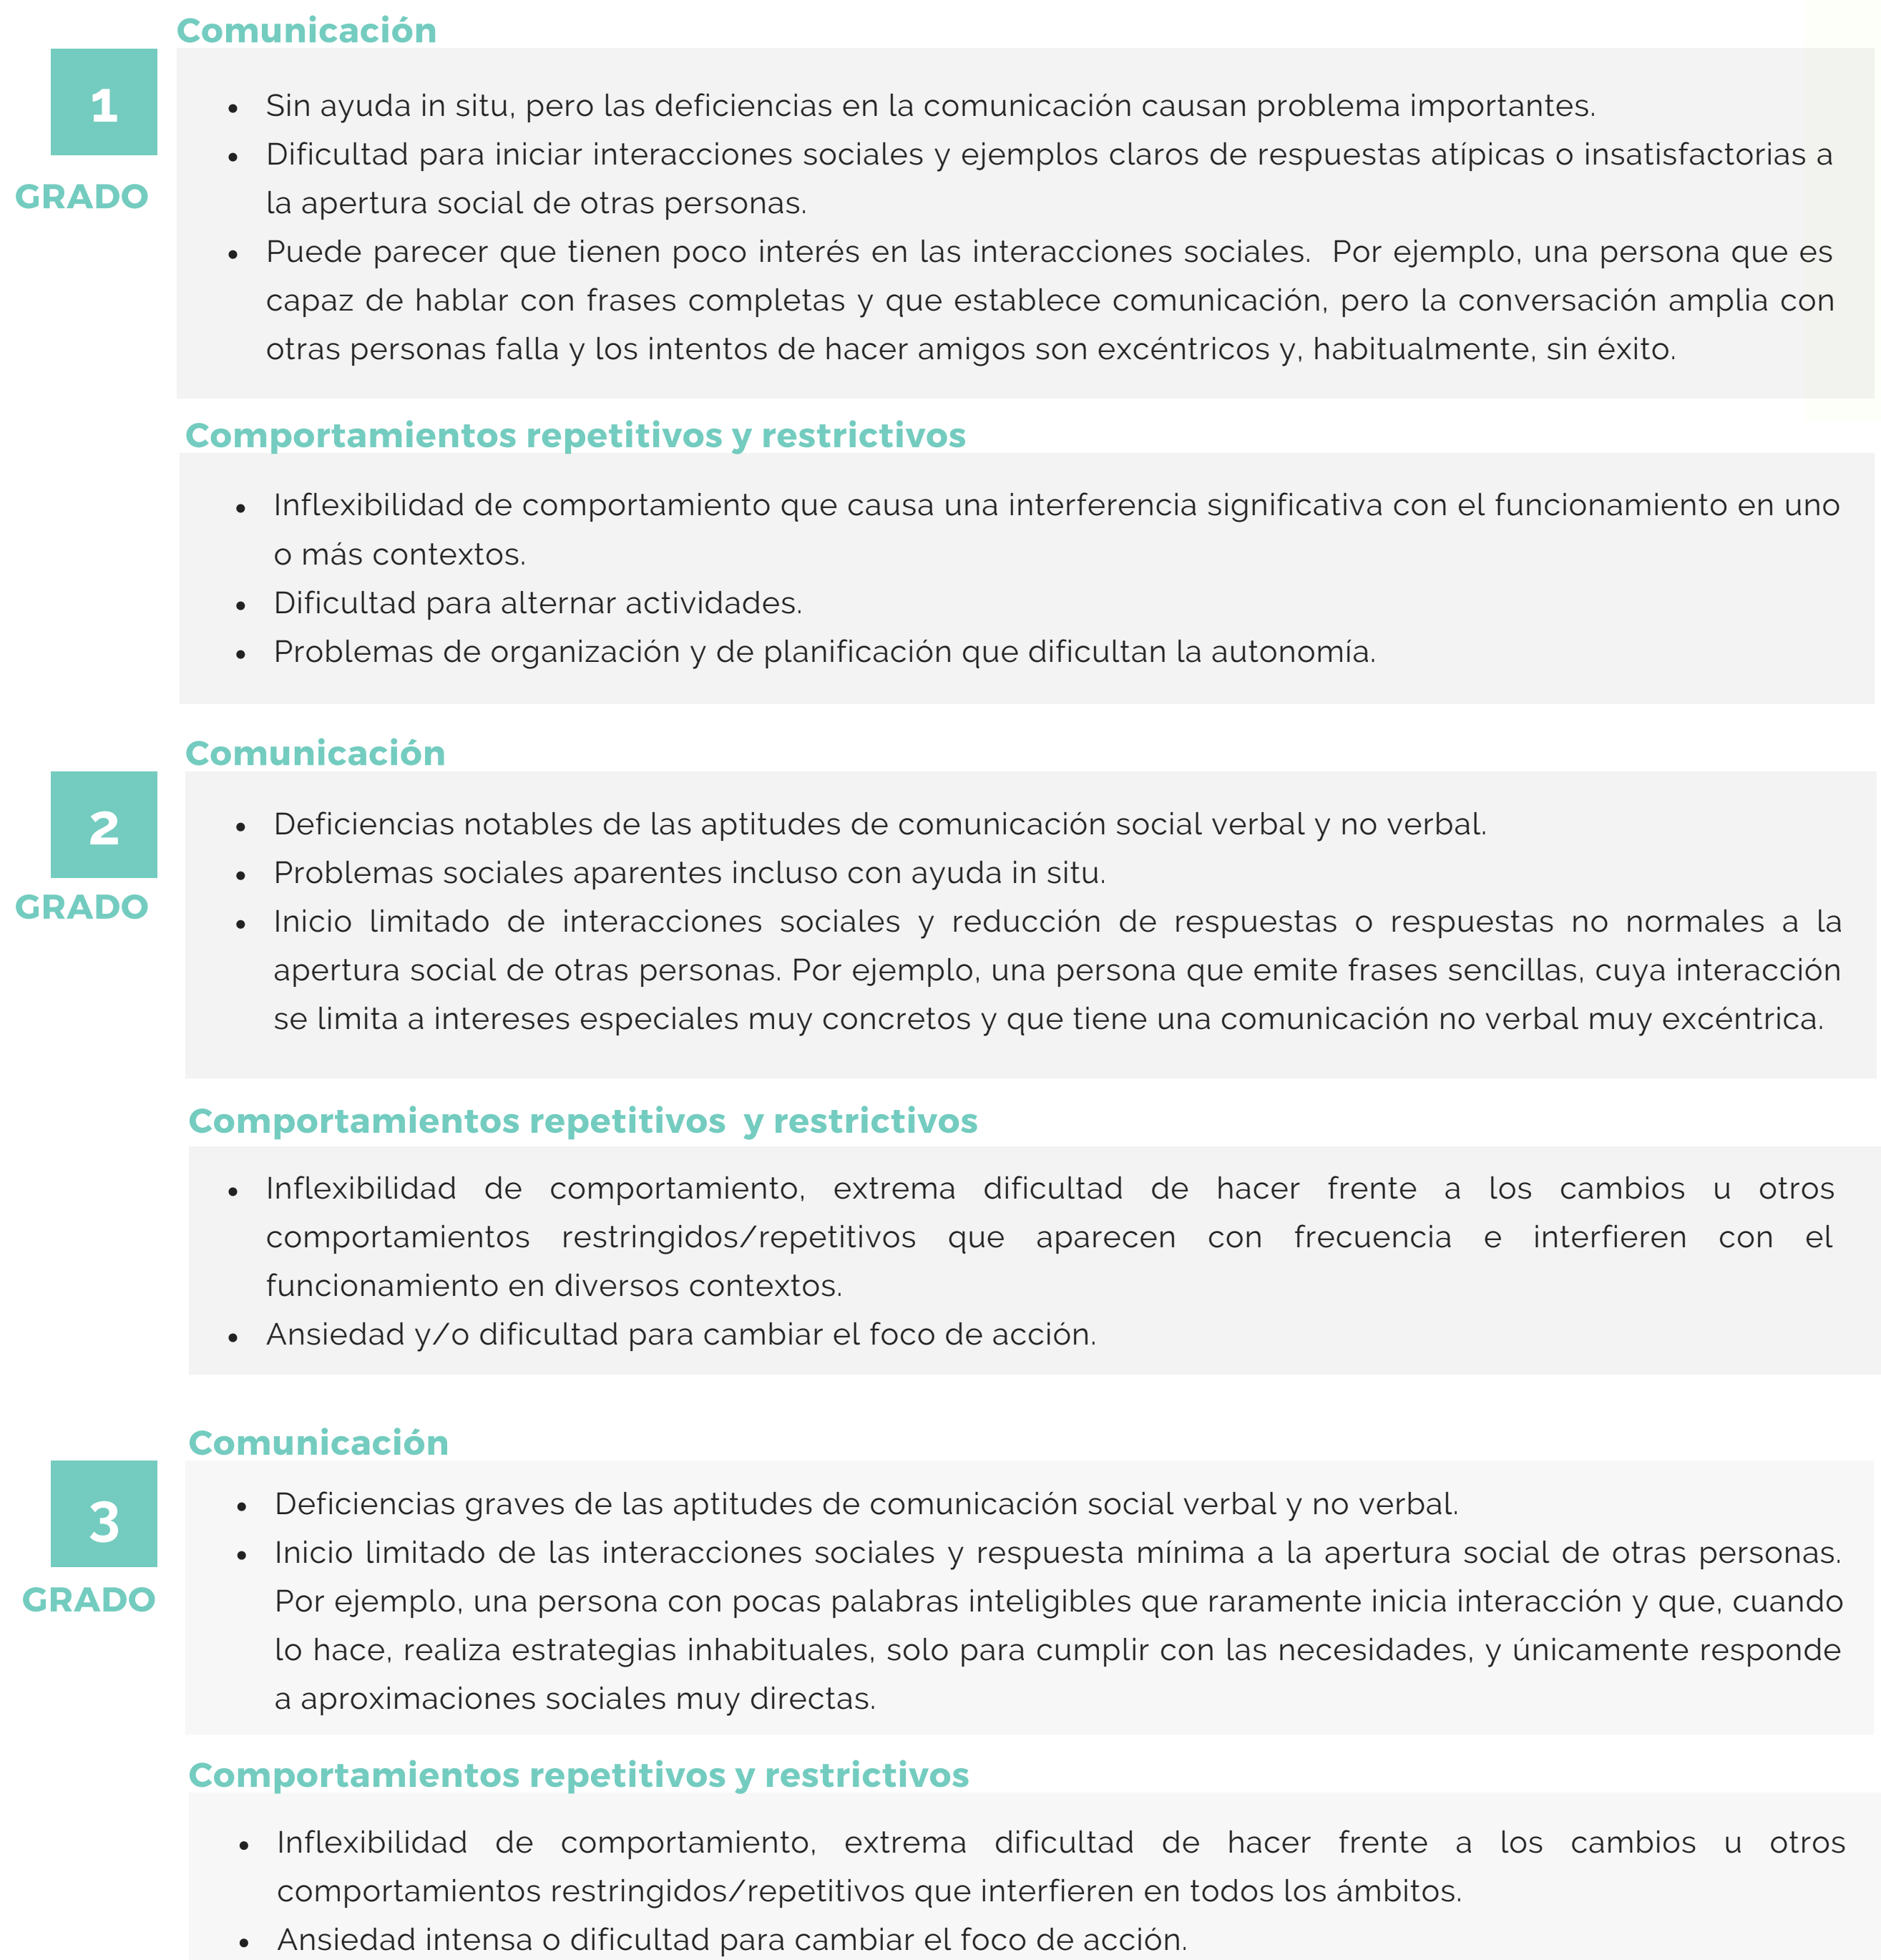 Comunicación
1
GRADO
• Sin ayuda in situ, pero las deficiencias en la comunicación causan problema importantes.
• Dificultad para iniciar interacciones sociales y ejemplos claros de respuestas atípicas o insatisfactorias a
la apertura social de otras personas.
• Puede parecer que tienen poco interés en las interacciones sociales. Por ejemplo, una persona que es
capaz de hablar con frases completas y que establece comunicación, pero la conversación amplia con
otras personas falla y los intentos de hacer amigos son excéntricos y, habitualmente, sin éxito.
Comportamientos repetitivos y restrictivos
• Inflexibilidad de comportamiento que causa una interferencia significativa con el funcionamiento en uno
o más contextos.
• Dificultad para alternar actividades.
• Problemas de organización y de planificación que dificultan la autonomía.
Comunicación
2
GRADO
• Deficiencias notables de las aptitudes de comunicación social verbal y no verbal.
• Problemas sociales aparentes incluso con ayuda in situ.
• Inicio limitado de interacciones sociales y reducción de respuestas o respuestas no normales a la
apertura social de otras personas. Por ejemplo, una persona que emite frases sencillas, cuya interacción
se limita a intereses especiales muy concretos y que tiene una comunicación no verbal muy excéntrica.
Comportamientos repetitivos y restrictivos
• Inflexibilidad de comportamiento, extrema dificultad de hacer frente a los cambios u otros
comportamientos restringidos/repetitivos que aparecen con frecuencia e interfieren con el
funcionamiento en diversos contextos.
• Ansiedad y/o dificultad para cambiar el foco de acción.
Comunicación
3
GRADO
• Deficiencias graves de las aptitudes de comunicación social verbal y no verbal.
• Inicio limitado de las interacciones sociales y respuesta mínima a la apertura social de otras personas.
Por ejemplo, una persona con pocas palabras inteligibles que raramente inicia interacción y que, cuando
lo hace, realiza estrategias inhabituales, solo para cumplir con las necesidades, y únicamente responde
a aproximaciones sociales muy directas.
Comportamientos repetitivos y restrictivos
• Inflexibilidad de comportamiento, extrema dificultad de hacer frente a los cambios u otros
comportamientos restringidos/repetitivos que interfieren en todos los ámbitos.
• Ansiedad intensa o dificultad para cambiar el foco de acción.